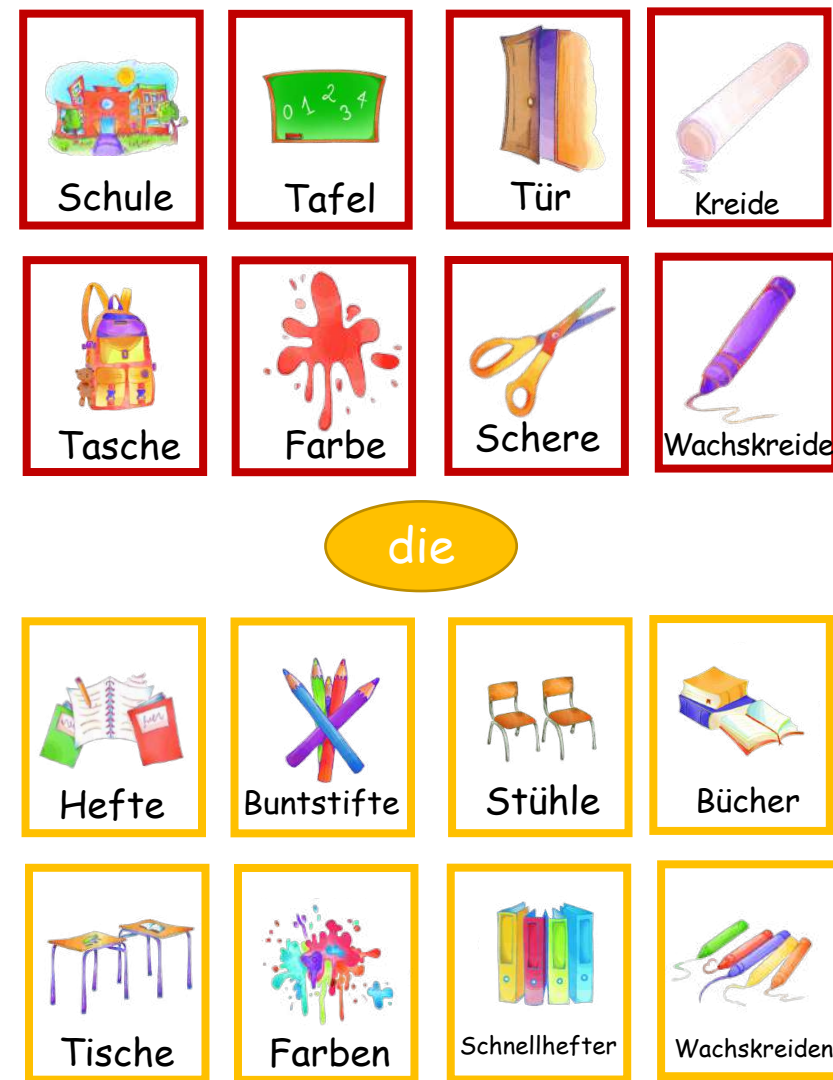 Schule Tafel Tür Kreide
Tasche Farbe Schere Wachskreide
die
Hefte Buntstifte Stühle Bücher
Tische Farben Schnellhefter Wachskreiden